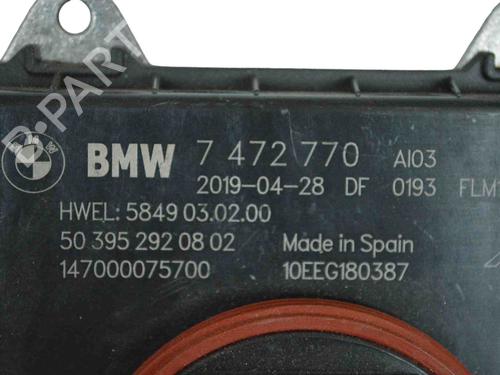 BMW 7 472 770 AI03
2019-04-28 DF 0193 FLM
HWEL: 5849 03.02.00
50 395 292 08 02 Made in Spain
147000075700 10EEG180387
B-PARTS